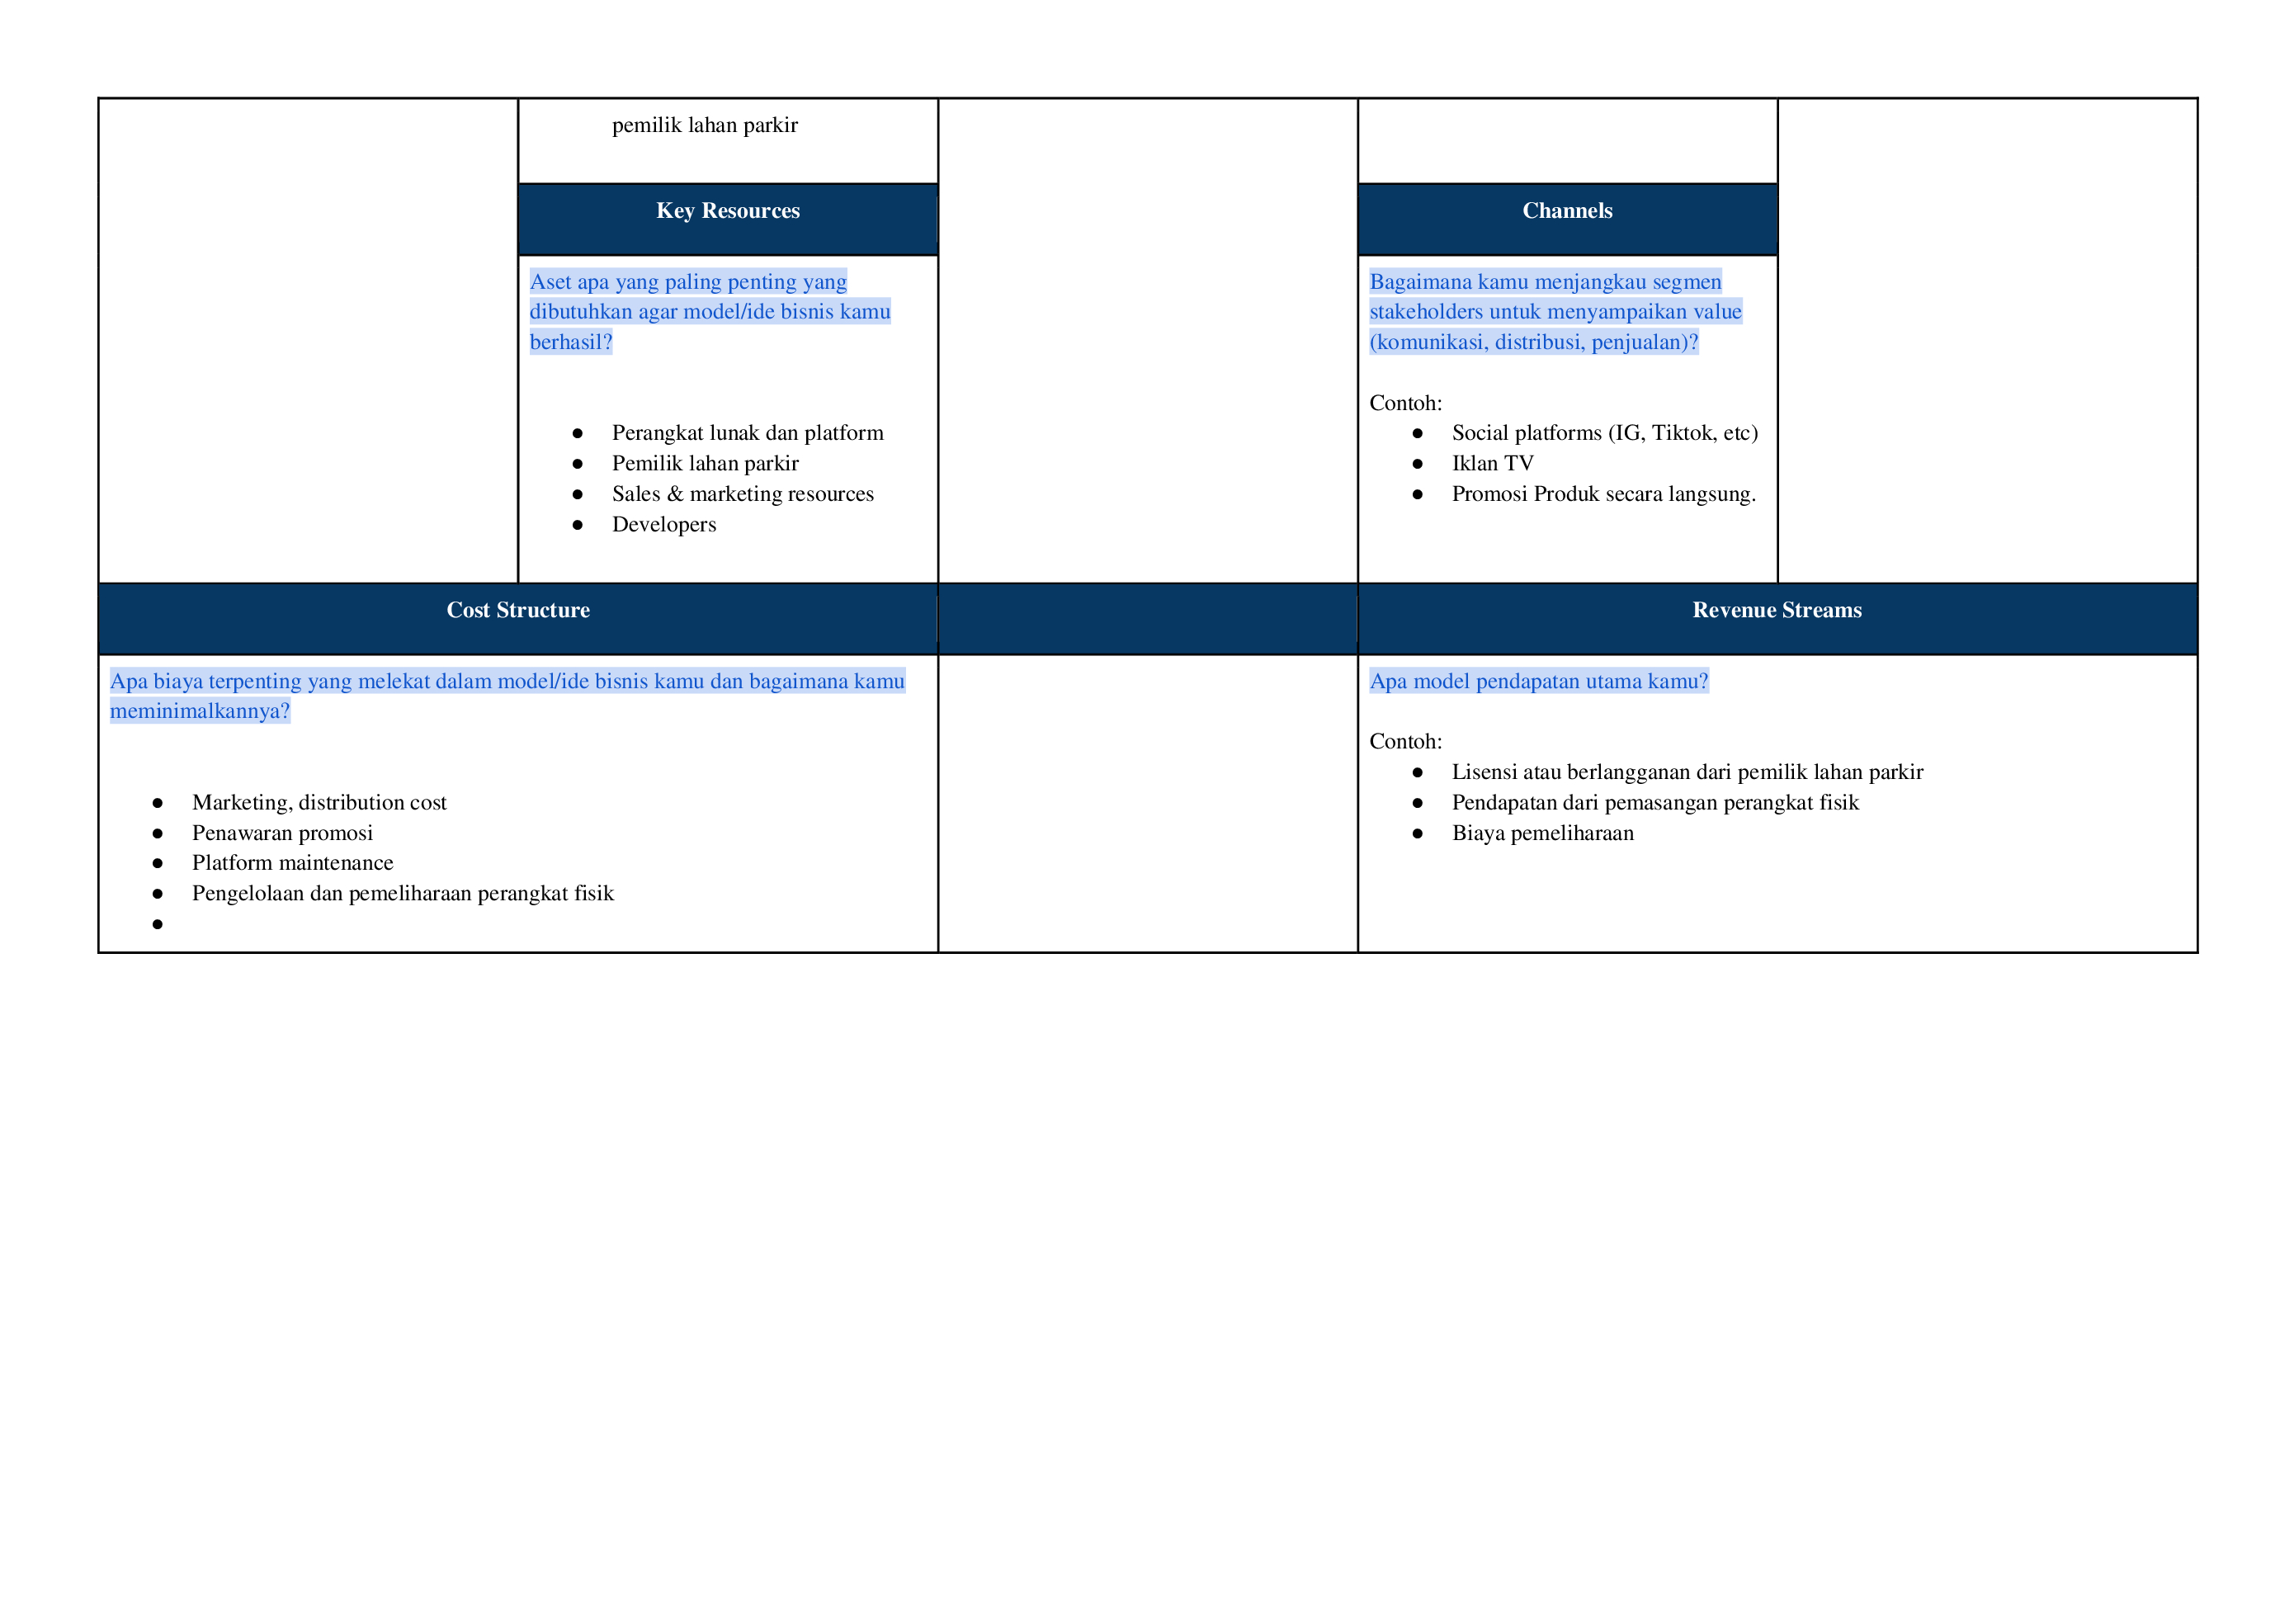 pemilik lahan parkir
Key Resources
Aset apa yang paling penting yang
dibutuhkan agar model/ide bisnis kamu
berhasil?
● Perangkat lunak dan platform
● Pemilik lahan parkir
● Sales & marketing resources
● Developers
Channels
Bagaimana kamu menjangkau segmen
stakeholders untuk menyampaikan value
(komunikasi, distribusi, penjualan)?
Contoh:
● Social platforms (IG, Tiktok, etc)
● Iklan TV
● Promosi Produk secara langsung.
Cost Structure
Apa biaya terpenting yang melekat dalam model/ide bisnis kamu dan bagaimana kamu
meminimalkannya?
● Marketing, distribution cost
● Penawaran promosi
● Platform maintenance
● Pengelolaan dan pemeliharaan perangkat fisik
●
Revenue Streams
Apa model pendapatan utama kamu?
Contoh:
● Lisensi atau berlangganan dari pemilik lahan parkir
● Pendapatan dari pemasangan perangkat fisik
● Biaya pemeliharaan